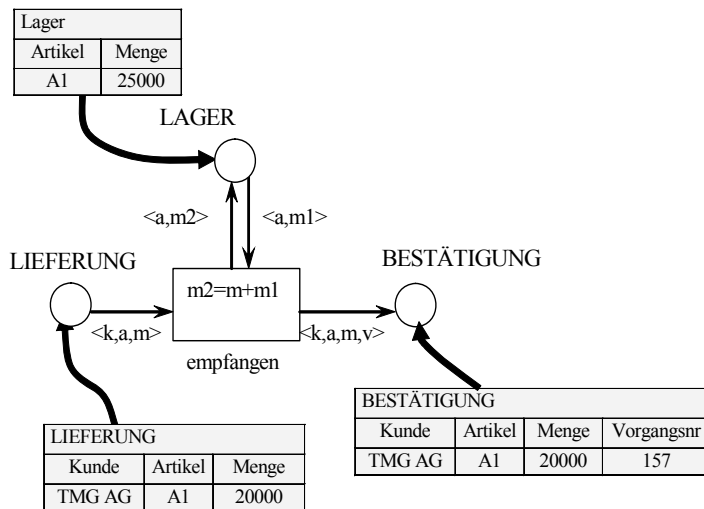 Lager
Artikel Menge
A1 25000
LAGER
<a,m2> <a,m1>
LIEFERUNG
BESTÄTIGUNG
m2=m+m1
<k,a,m>
<k,a,m,v>
empfangen
BESTÄTIGUNG
Kunde Artikel Menge Vorgangsnr
TMG AG A1 20000 157
LIEFERUNG
Kunde Artikel Menge
TMG AG A1 20000